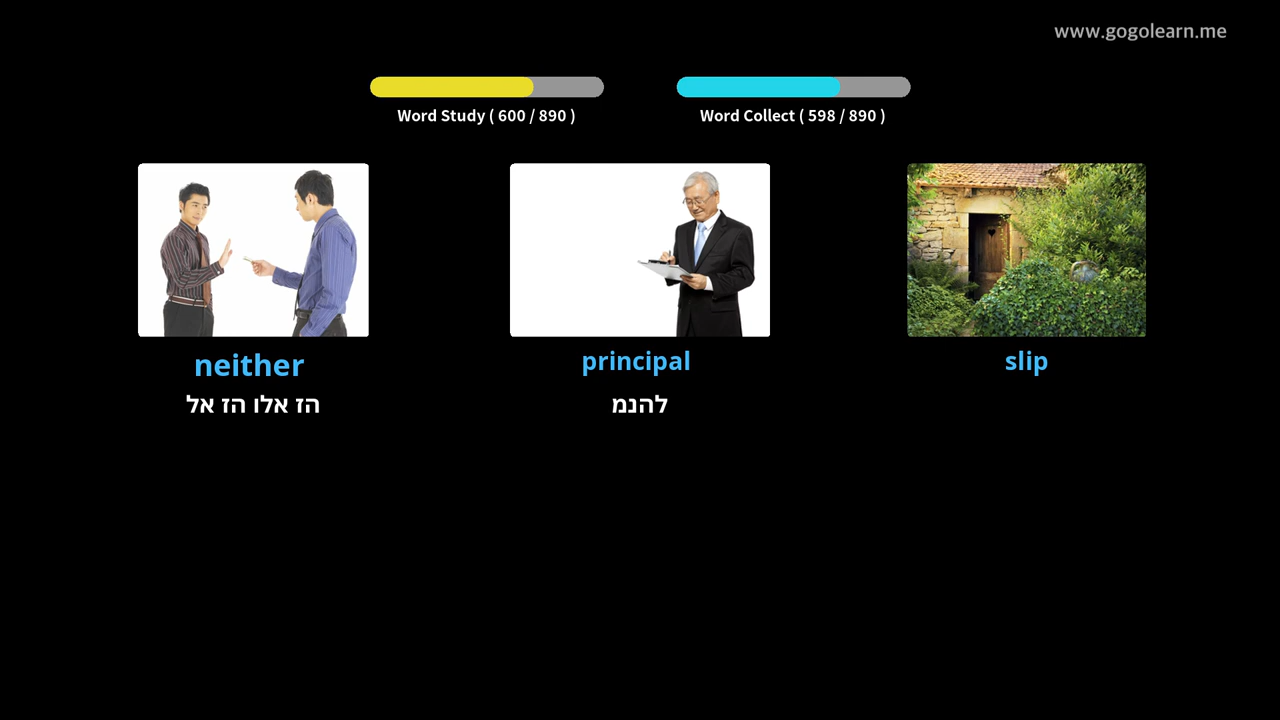 www.gogolearn.me
Word Study ( 600 / 890 )
Word Collect ( 598 / 890 )
neither
הז אלו הז אל
principal
להנמ
slip